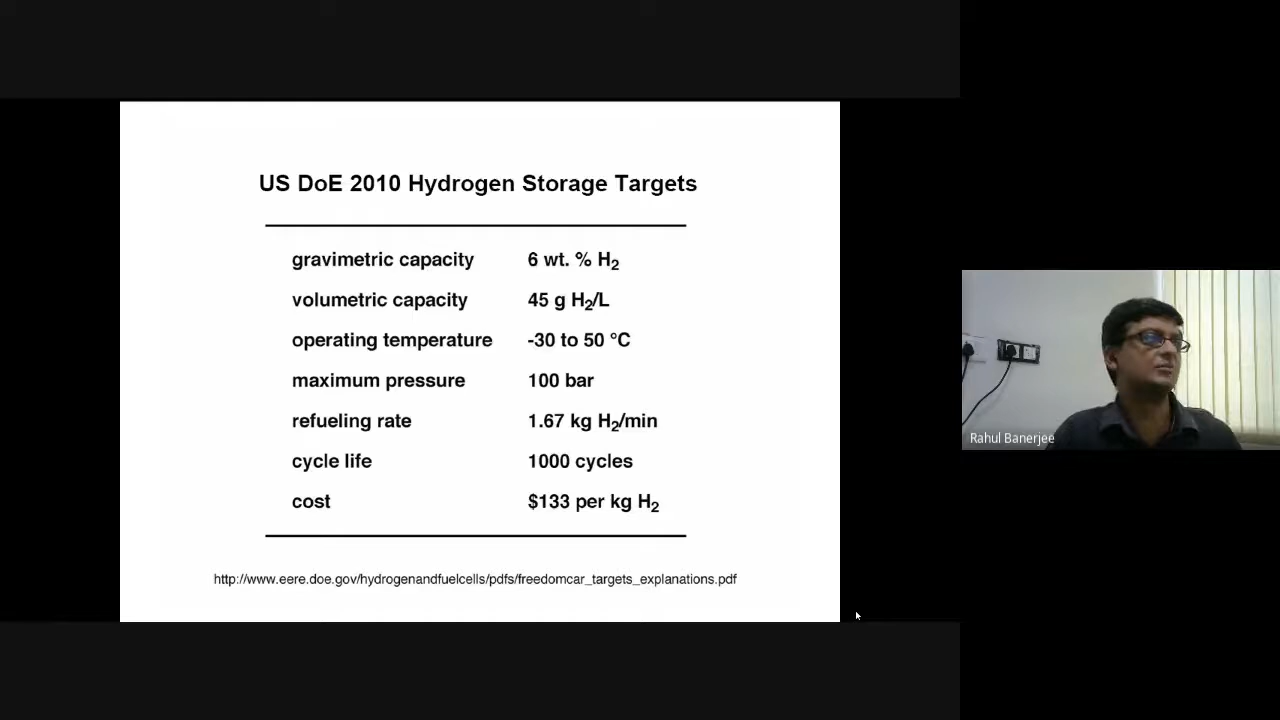 US DoE 2010 Hydrogen Storage Targets
gravimetric capacity 6 wt. % H₂
volumetric capacity 45 g H₂/L
operating temperature -30 to 50 °C
maximum pressure 100 bar
refueling rate 1.67 kg H₂/min
cycle life 1000 cycles
cost $133 per kg H₂
http://www.eere.doe.gov/hydrogenandfuelcells/pdfs/freedomcar_targets_explanations.pdf
Rahul Banerjee